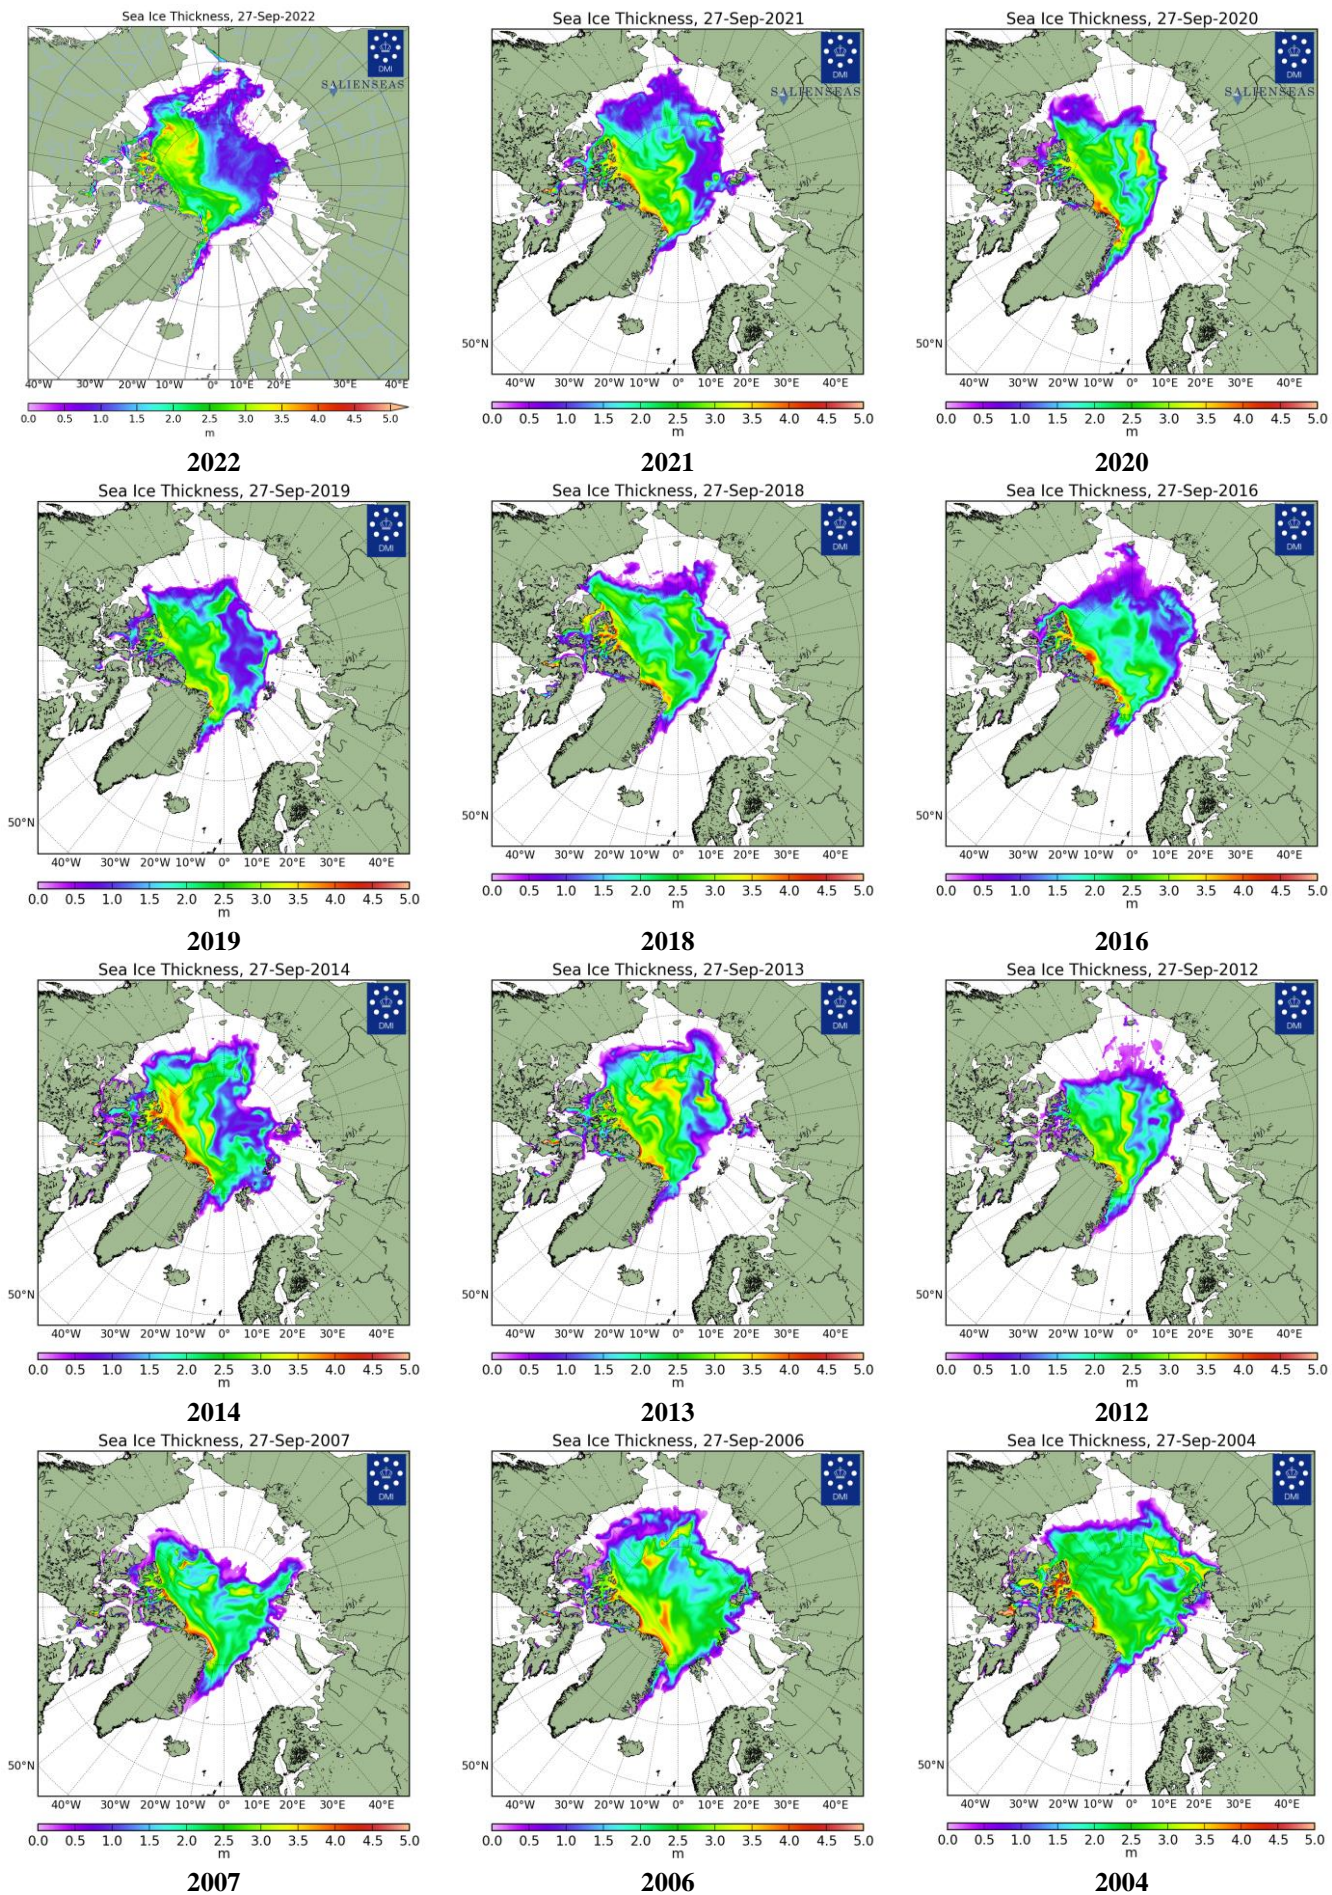 Sea Ice Thickness, 27-Sep-2022
DMI
SALIENSEAS
40°W 30°W 20°W 10°W 0°W 10°E 20°E 30°E 40°E
0.0 0.5 1.0 1.5 2.0 2.5 3.0 3.5 4.0 4.5 5.0
m
2022
Sea Ice Thickness, 27-Sep-2021
DMI
SALIENSEAS
50°N
40°W 30°W 20°W 10°W 0° 10°E 20°E 30°E 40°E
0.0 0.5 1.0 1.5 2.0 2.5 3.0 3.5 4.0 4.5 5.0
m
2021
Sea Ice Thickness, 27-Sep-2020
DMI
SALIENSEAS
50°N
40°W 30°W 20°W 10°W 0° 10°E 20°E 30°E 40°E
0.0 0.5 1.0 1.5 2.0 2.5 3.0 3.5 4.0 4.5 5.0
m
2020
Sea Ice Thickness, 27-Sep-2019
DMI
50°N
40°W 30°W 20°W 10°W 0° 10°E 20°E 30°E 40°E
0.0 0.5 1.0 1.5 2.0 2.5 3.0 3.5 4.0 4.5 5.0
m
2019
Sea Ice Thickness, 27-Sep-2018
DMI
50°N
40°W 30°W 20°W 10°W 0° 10°E 20°E 30°E 40°E
0.0 0.5 1.0 1.5 2.0 2.5 3.0 3.5 4.0 4.5 5.0
m
2018
Sea Ice Thickness, 27-Sep-2016
DMI
50°N
40°W 30°W 20°W 10°W 0° 10°E 20°E 30°E 40°E
0.0 0.5 1.0 1.5 2.0 2.5 3.0 3.5 4.0 4.5 5.0
m
2016
Sea Ice Thickness, 27-Sep-2014
DMI
50°N
40°W 30°W 20°W 10°W 0° 10°E 20°E 30°E 40°E
0.0 0.5 1.0 1.5 2.0 2.5 3.0 3.5 4.0 4.5 5.0
m
2014
Sea Ice Thickness, 27-Sep-2013
DMI
50°N
40°W 30°W 20°W 10°W 0° 10°E 20°E 30°E 40°E
0.0 0.5 1.0 1.5 2.0 2.5 3.0 3.5 4.0 4.5 5.0
m
2013
Sea Ice Thickness, 27-Sep-2012
DMI
50°N
40°W 30°W 20°W 10°W 0° 10°E 20°E 30°E 40°E
0.0 0.5 1.0 1.5 2.0 2.5 3.0 3.5 4.0 4.5 5.0
m
2012
Sea Ice Thickness, 27-Sep-2007
DMI
50°N
40°W 30°W 20°W 10°W 0° 10°E 20°E 30°E 40°E
0.0 0.5 1.0 1.5 2.0 2.5 3.0 3.5 4.0 4.5 5.0
m
2007
Sea Ice Thickness, 27-Sep-2006
DMI
50°N
40°W 30°W 20°W 10°W 0° 10°E 20°E 30°E 40°E
0.0 0.5 1.0 1.5 2.0 2.5 3.0 3.5 4.0 4.5 5.0
m
2006
Sea Ice Thickness, 27-Sep-2004
DMI
50°N
40°W 30°W 20°W 10°W 0° 10°E 20°E 30°E 40°E
0.0 0.5 1.0 1.5 2.0 2.5 3.0 3.5 4.0 4.5 5.0
m
2004